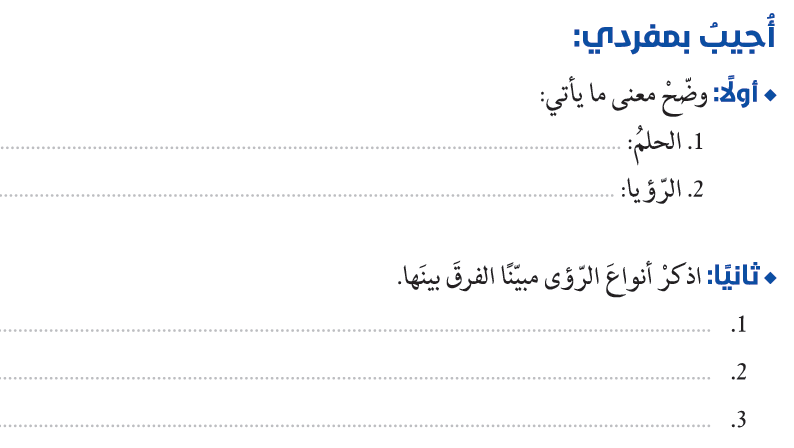 أُجيبُ بمفردي:
◆ أولًا: وضّحْ معنى ما يأتي:
1. الحلمُ: ........................................................................
2. الرّؤيا: ........................................................................
◆ ثانيًا: اذكرْ أنواعَ الرّؤى مبيّنًا الفرقَ بينَها.
1. ........................................................................
2. ........................................................................
3. ........................................................................